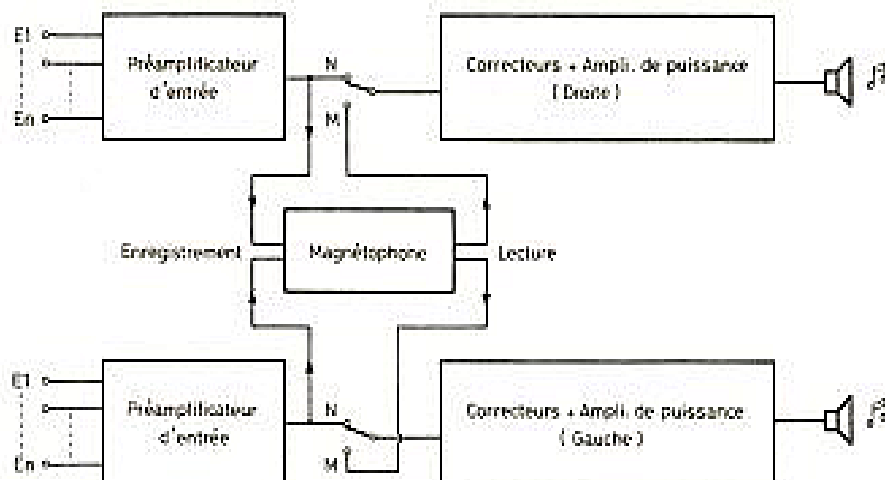 E1
Préamplificateur
d'entrée
En
N
M
Correcteurs + Ampli. de puissance
( Droite )
Enregistrement
Magnétophone
Lecture
E1
Préamplificateur
d'entrée
En
N
M
Correcteurs + Ampli. de puissance
( Gauche )